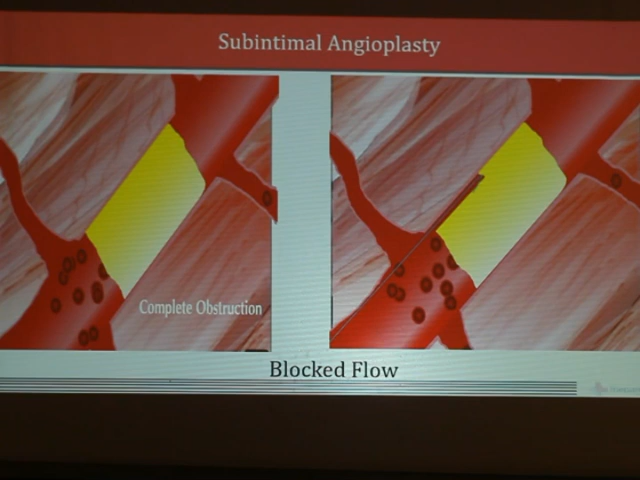 Subintimal Angioplasty
Complete Obstruction
Blocked Flow